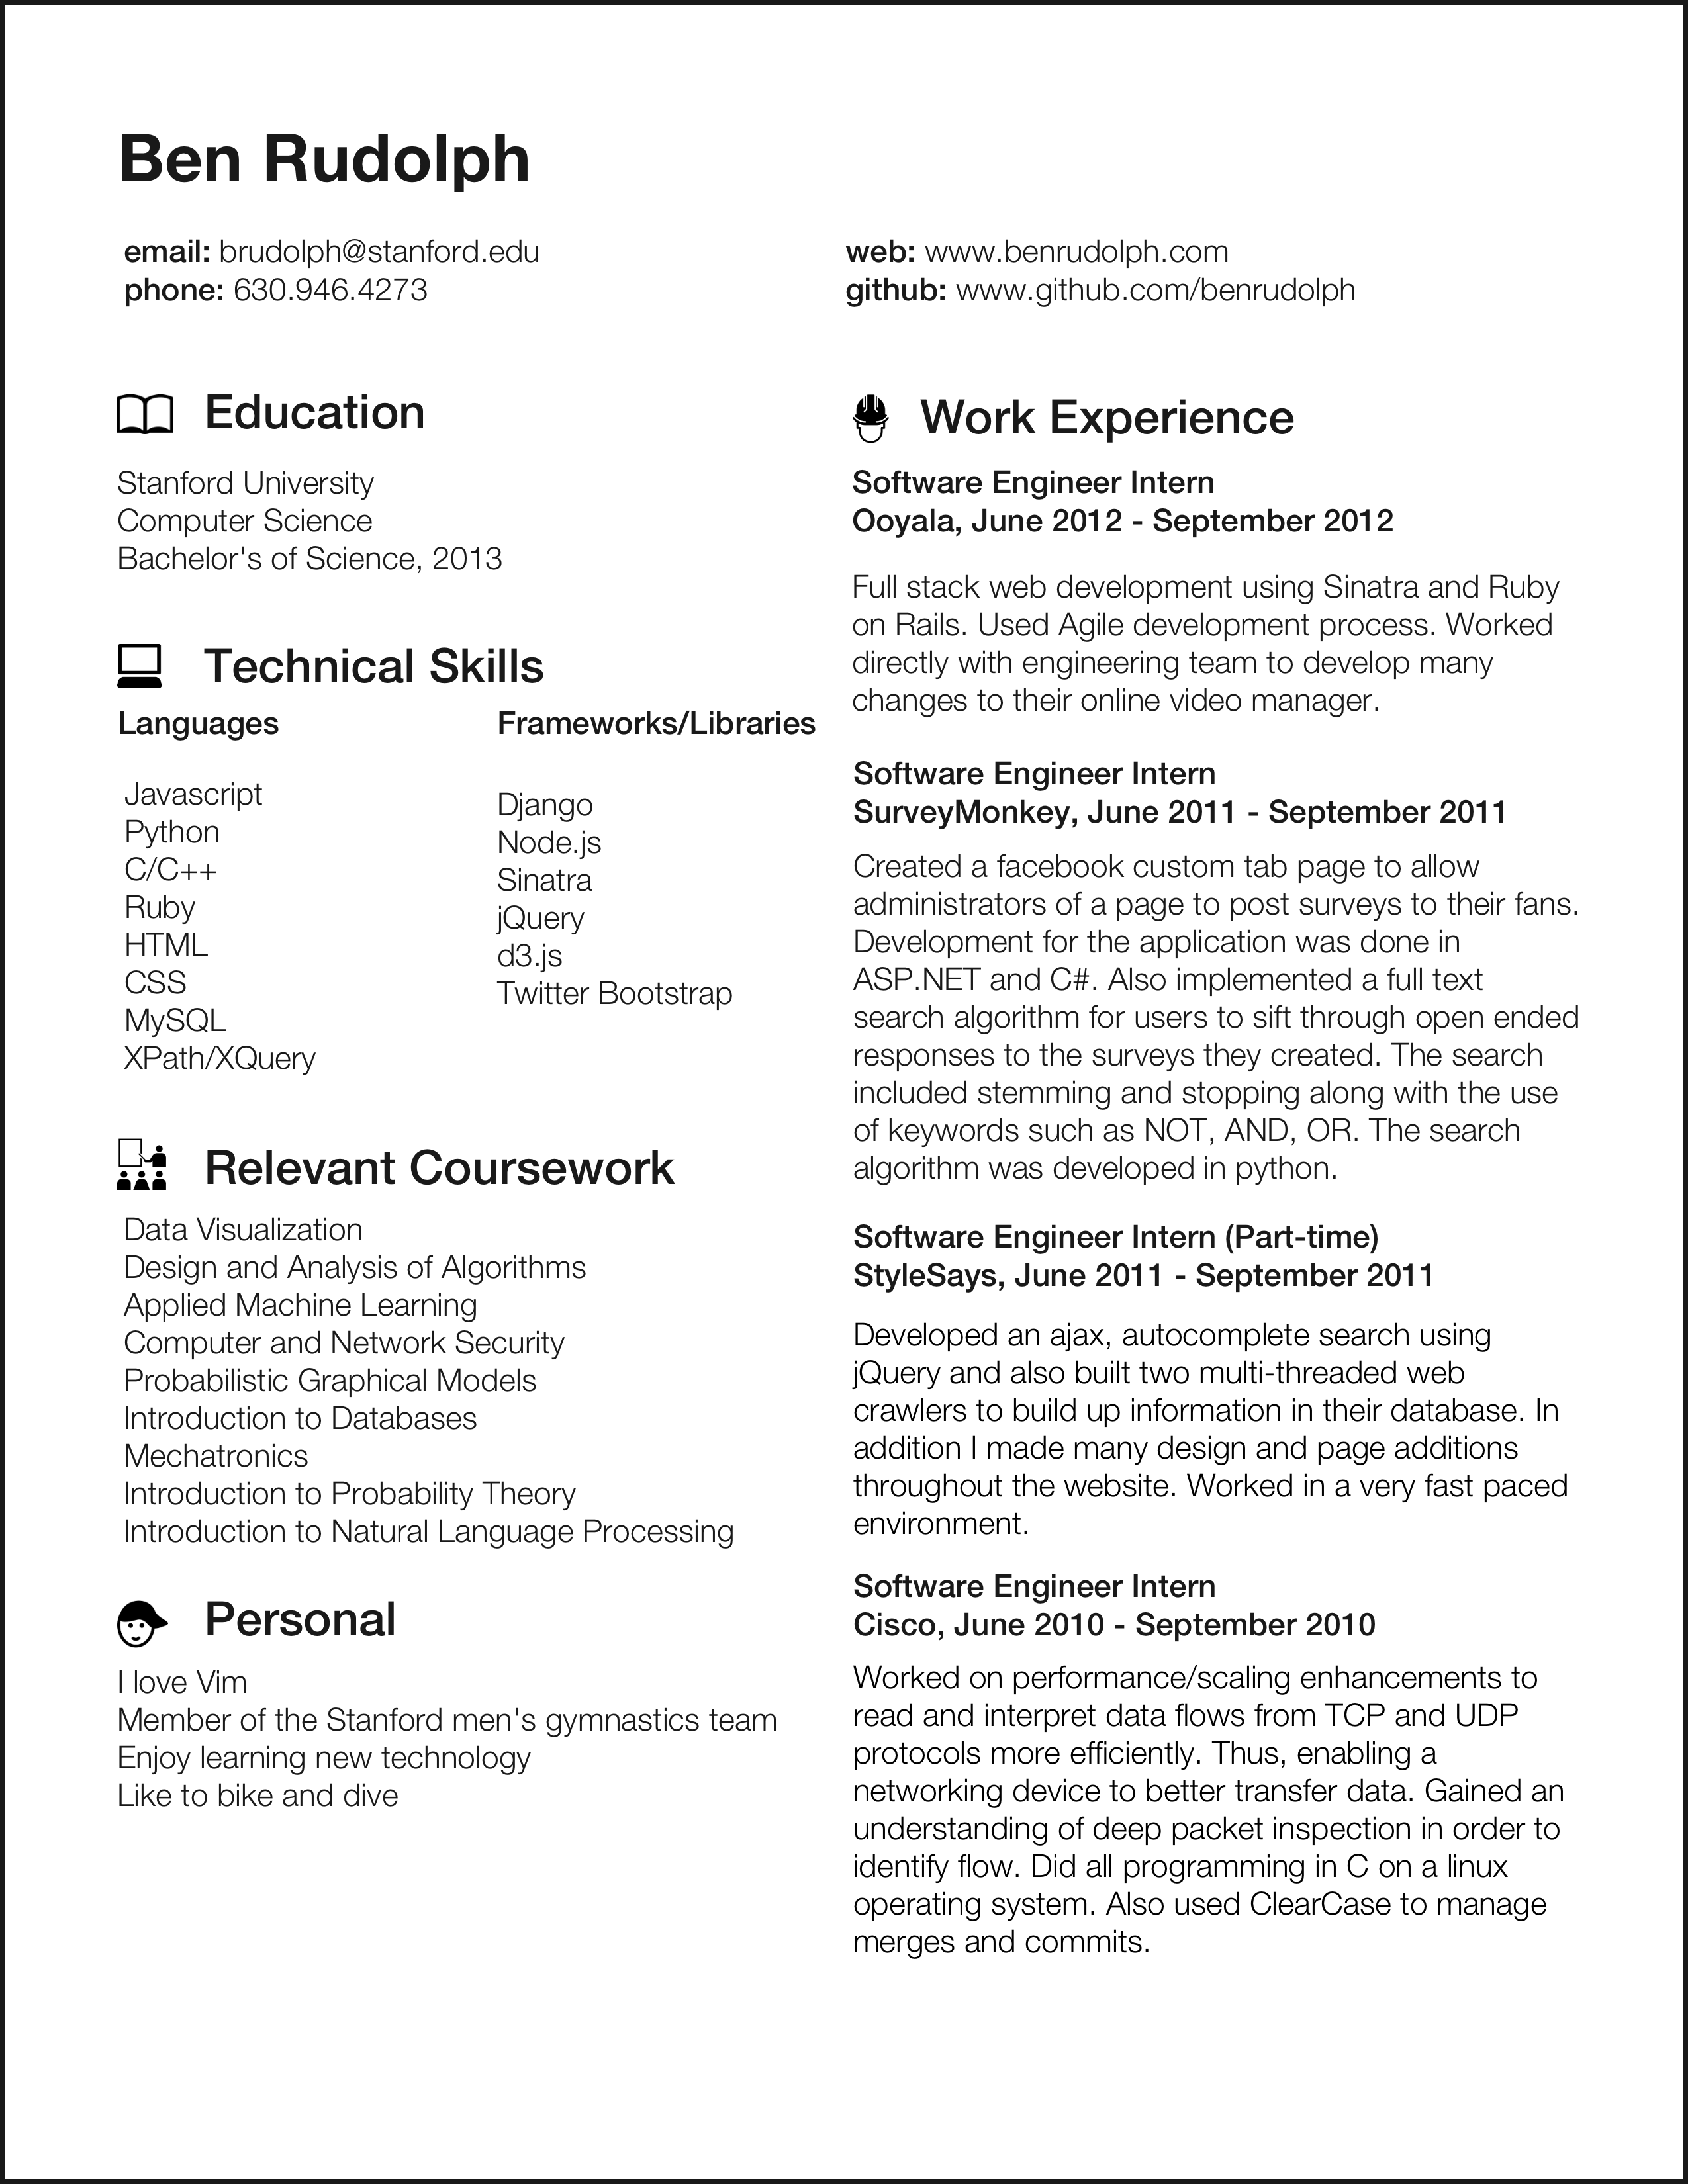 Ben Rudolph
email: brudolph@stanford.edu
phone: 630.946.4273
web: www.benrudolph.com
github: www.github.com/benrudolph
Education
Stanford University
Computer Science
Bachelor's of Science, 2013
Technical Skills
Languages
Javascript
Python
C/C++
Ruby
HTML
CSS
MySQL
XPath/XQuery
Frameworks/Libraries
Django
Node.js
Sinatra
jQuery
d3.js
Twitter Bootstrap
Relevant Coursework
Data Visualization
Design and Analysis of Algorithms
Applied Machine Learning
Computer and Network Security
Probabilistic Graphical Models
Introduction to Databases
Mechatronics
Introduction to Probability Theory
Introduction to Natural Language Processing
Personal
I love Vim
Member of the Stanford men's gymnastics team
Enjoy learning new technology
Like to bike and dive
Work Experience
Software Engineer Intern
Ooyala, June 2012 - September 2012
Full stack web development using Sinatra and Ruby
on Rails. Used Agile development process. Worked
directly with engineering team to develop many
changes to their online video manager.
Software Engineer Intern
SurveyMonkey, June 2011 - September 2011
Created a facebook custom tab page to allow
administrators of a page to post surveys to their fans.
Development for the application was done in
ASP.NET and C#. Also implemented a full text
search algorithm for users to sift through open ended
responses to the surveys they created. The search
included stemming and stopping along with the use
of keywords such as NOT, AND, OR. The search
algorithm was developed in python.
Software Engineer Intern (Part-time)
StyleSays, June 2011 - September 2011
Developed an ajax, autocomplete search using
jQuery and also built two multi-threaded web
crawlers to build up information in their database. In
addition I made many design and page additions
throughout the website. Worked in a very fast paced
environment.
Software Engineer Intern
Cisco, June 2010 - September 2010
Worked on performance/scaling enhancements to
read and interpret data flows from TCP and UDP
protocols more efficiently. Thus, enabling a
networking device to better transfer data. Gained an
understanding of deep packet inspection in order to
identify flow. Did all programming in C on a linux
operating system. Also used ClearCase to manage
merges and commits.